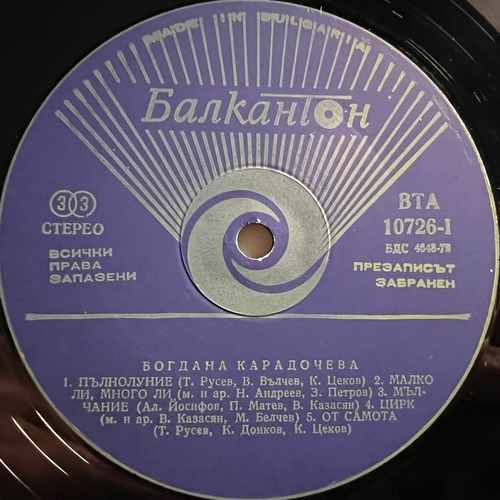 MADE IN BULGARIA
Балкантон
33
СТЕРЕО
ВСИЧКИ
ПРАВА
ЗАПАЗЕНИ
ВТА
10726-I
БДС 4848-79
ПРЕЗАПИСЪТ
ЗАБРАНЕН
БОГДАНА КАРАДОЧЕВА
1. ПЪЛНОЛУНИЕ (Т. Русев, В. Вълчев, К. Цеков) 2. МАЛКО
ЛИ, МНОГО ЛИ (м. и ар. Н. Андреев, З. Петров) 3. МЪЛ-
ЧАНИЕ (Ал. Йосифов, П. Матев, В. Казасян) 4. ЦИРК
(м. и ар. В. Казасян, М. Белчев) 5. ОТ САМОТА
(Т. Русев, К. Донков, К. Цеков)